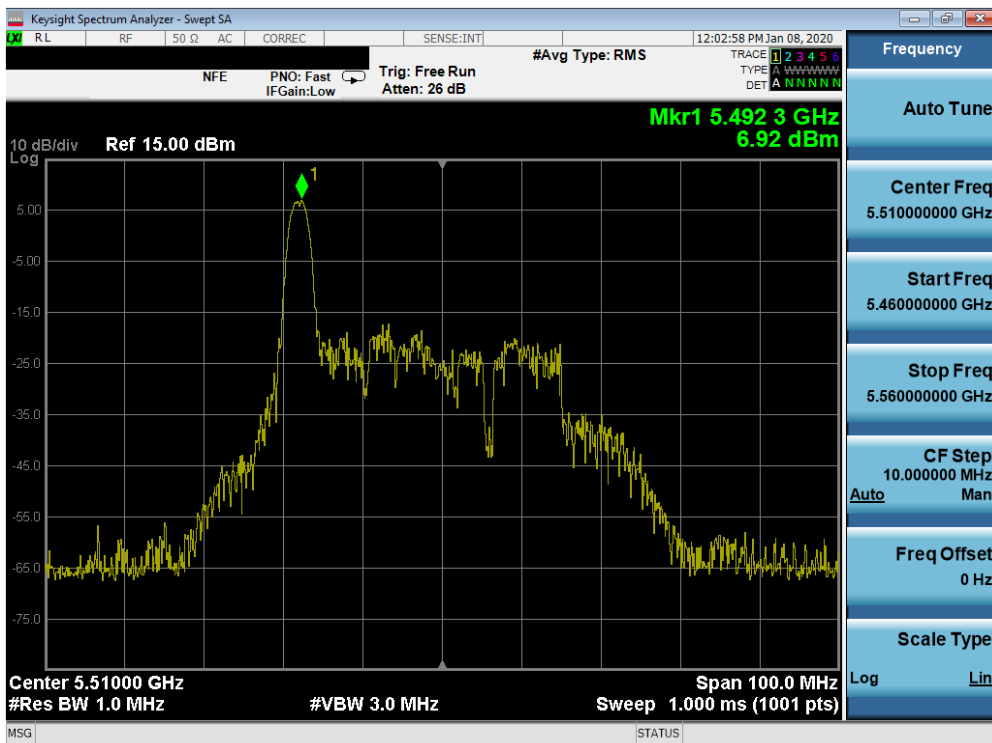 Keysight Spectrum Analyzer - Swept SA
LXI RL RF 50 Ω AC CORREC SENSE:INT 12:02:58 PM Jan 08, 2020
NFE PNO: Fast IFGain:Low Trig: Free Run Atten: 26 dB #Avg Type: RMS
TRACE 1 2 3 4 5 6
TYPE A W W W W W
DET A N N N N N
Mkr1 5.492 3 GHz
6.92 dBm
10 dB/div Ref 15.00 dBm
Log
1
5.00
-5.00
-15.0
-25.0
-35.0
-45.0
-55.0
-65.0
-75.0
Center 5.51000 GHz Span 100.0 MHz
#Res BW 1.0 MHz #VBW 3.0 MHz Sweep 1.000 ms (1001 pts)
MSG STATUS
Frequency
Auto Tune
Center Freq
5.510000000 GHz
Start Freq
5.460000000 GHz
Stop Freq
5.560000000 GHz
CF Step
10.000000 MHz
Auto Man
Freq Offset
0 Hz
Scale Type
Log Lin